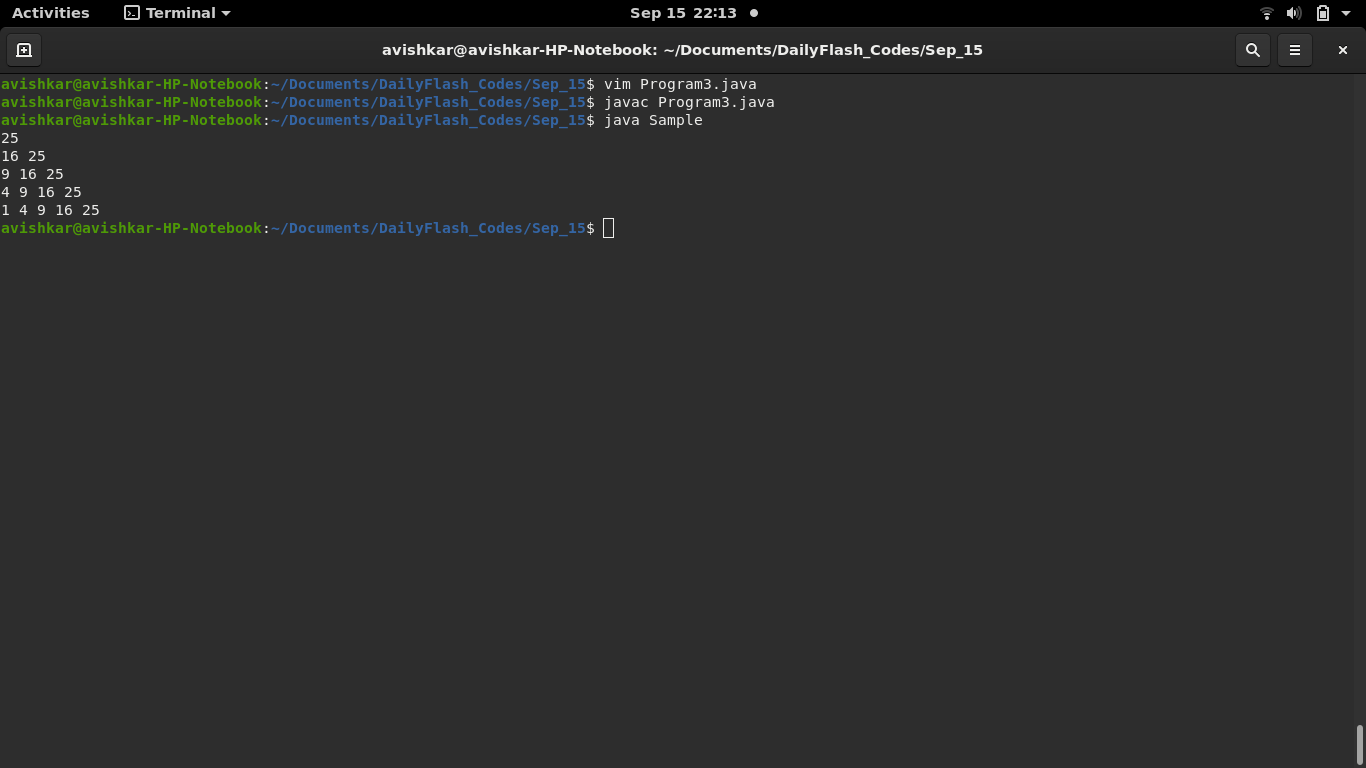 Activities Terminal Sep 15 22:13
avishkar@avishkar-HP-Notebook: ~/Documents/DailyFlash_Codes/Sep_15
avishkar@avishkar-HP-Notebook:~/Documents/DailyFlash_Codes/Sep_15$ vim Program3.java
avishkar@avishkar-HP-Notebook:~/Documents/DailyFlash_Codes/Sep_15$ javac Program3.java
avishkar@avishkar-HP-Notebook:~/Documents/DailyFlash_Codes/Sep_15$ java Sample
25
16 25
9 16 25
4 9 16 25
1 4 9 16 25
avishkar@avishkar-HP-Notebook:~/Documents/DailyFlash_Codes/Sep_15$